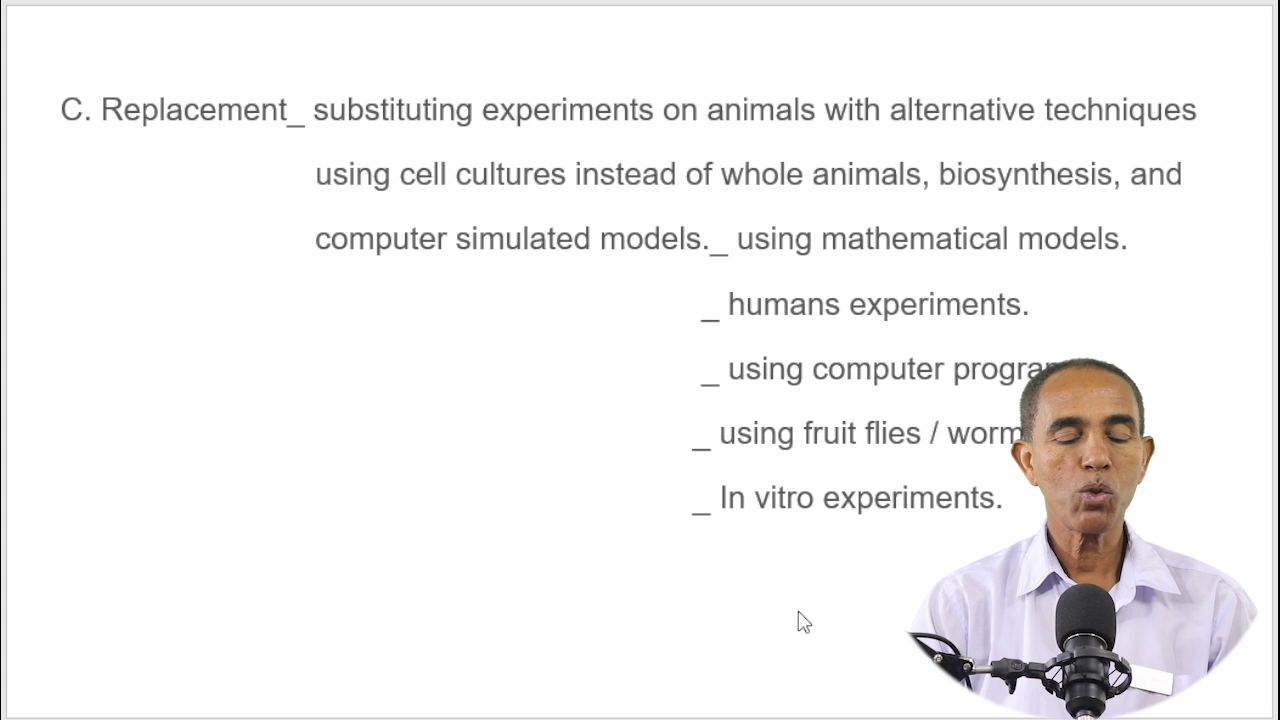 C. Replacement_ substituting experiments on animals with alternative techniques
using cell cultures instead of whole animals, biosynthesis, and
computer simulated models._ using mathematical models.
_ humans experiments.
_ using computer
_ using fruit flies /
_ In vitro experiments.